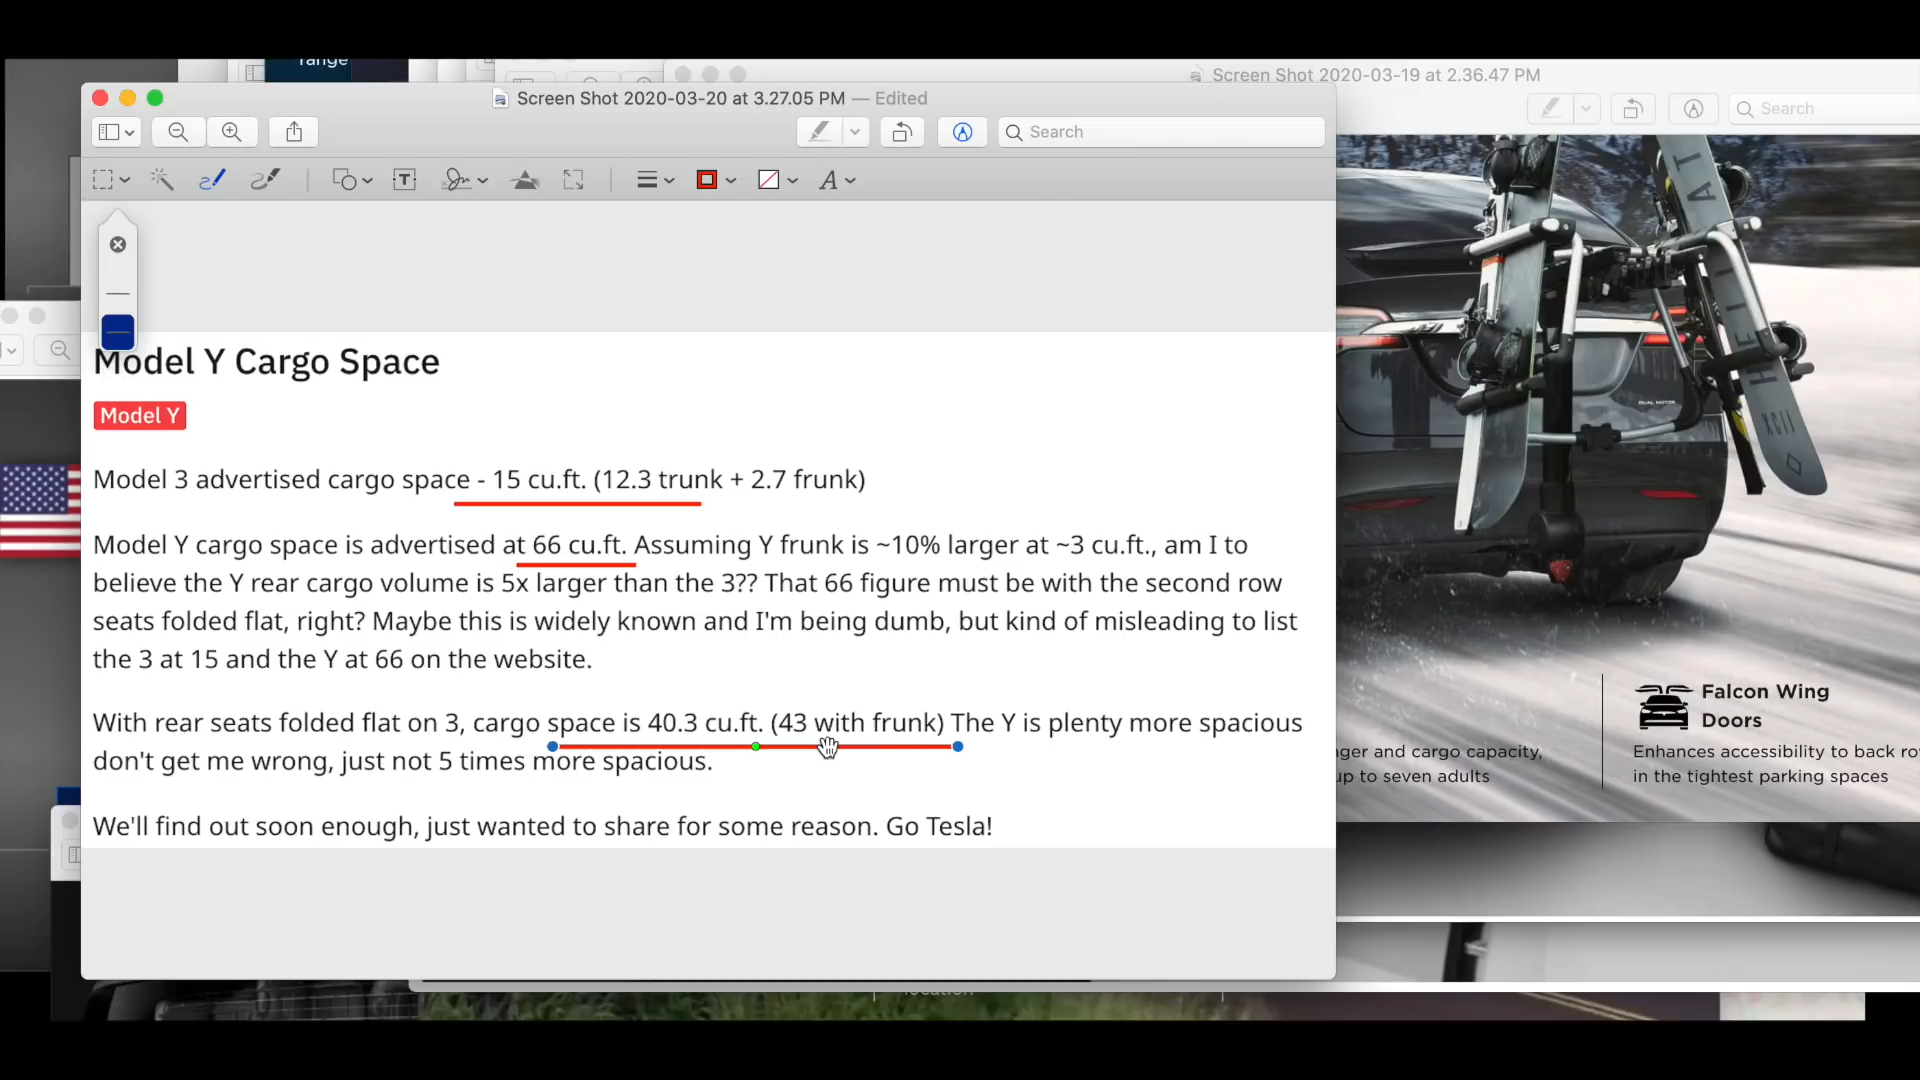 range
Screen Shot 2020-03-19 at 2.36.47 PM
Search
Screen Shot 2020-03-20 at 3.27.05 PM — Edited
Search
Model Y Cargo Space
Model Y
Model 3 advertised cargo space - 15 cu.ft. (12.3 trunk + 2.7 frunk)
Model Y cargo space is advertised at 66 cu.ft. Assuming Y frunk is ~10% larger at ~3 cu.ft., am I to
believe the Y rear cargo volume is 5x larger than the 3?? That 66 figure must be with the second row
seats folded flat, right? Maybe this is widely known and I'm being dumb, but kind of misleading to list
the 3 at 15 and the Y at 66 on the website.
With rear seats folded flat on 3, cargo space is 40.3 cu.ft. (43 with frunk) The Y is plenty more spacious
don't get me wrong, just not 5 times more spacious.
We'll find out soon enough, just wanted to share for some reason. Go Tesla!
DUAL MOTOR
XCII
Falcon Wing
Doors
and cargo capacity,
up to seven adults
Enhances accessibility to back
in the tightest parking spaces
location